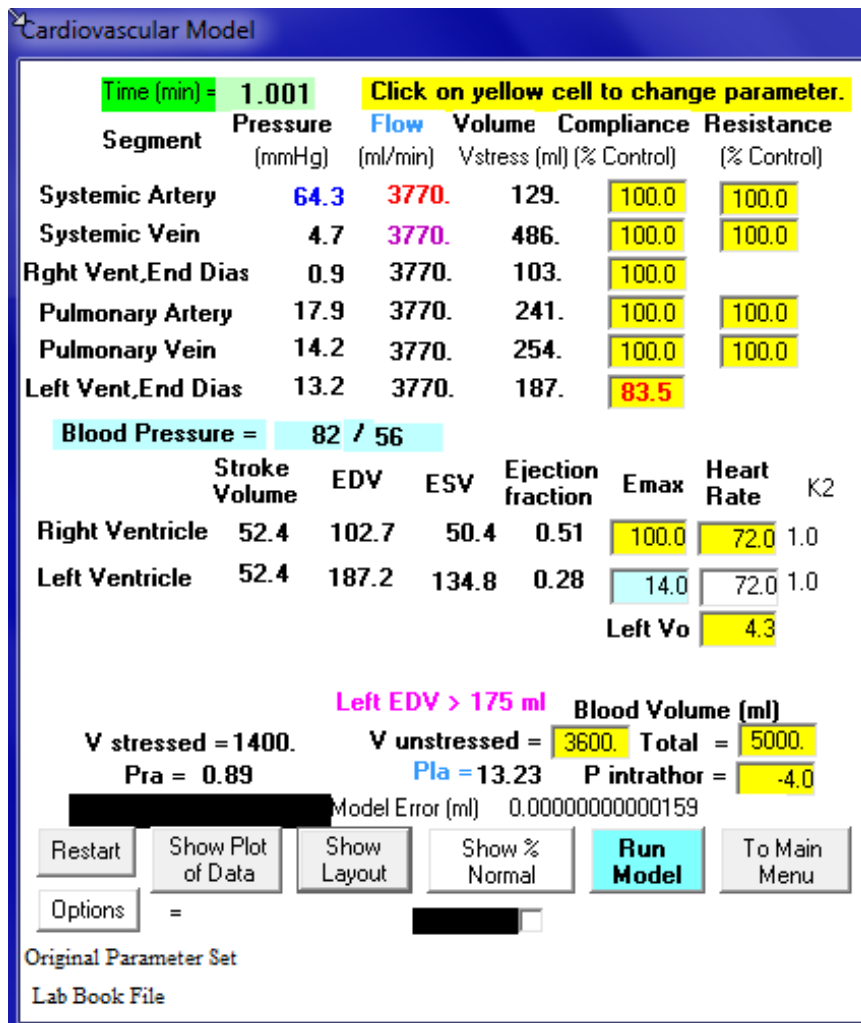 Cardiovascular Model
Time (min) = 1.001 Click on yellow cell to change parameter.
Segment Pressure Flow Volume Compliance Resistance
(mmHg) (ml/min) Vstress (ml) (% Control) (% Control)
Systemic Artery 64.3 3770. 129. 100.0 100.0
Systemic Vein 4.7 3770. 486. 100.0 100.0
Rght Vent,End Dias 0.9 3770. 103. 100.0
Pulmonary Artery 17.9 3770. 241. 100.0 100.0
Pulmonary Vein 14.2 3770. 254. 100.0 100.0
Left Vent,End Dias 13.2 3770. 187. 83.5
Blood Pressure = 82 / 56
Stroke Volume EDV ESV Ejection fraction Emax Heart Rate K2
Right Ventricle 52.4 102.7 50.4 0.51 100.0 72.0 1.0
Left Ventricle 52.4 187.2 134.8 0.28 14.0 72.0 1.0
Left Vo 4.3
Left EDV > 175 ml Blood Volume (ml)
V stressed = 1400. V unstressed = 3600. Total = 5000.
Pra = 0.89 Pla = 13.23 P intrathor = -4.0
Model Error (ml) 0.00000000000159
Restart Show Plot of Data Show Layout Show % Normal Run Model To Main Menu
Options =
Original Parameter Set
Lab Book File